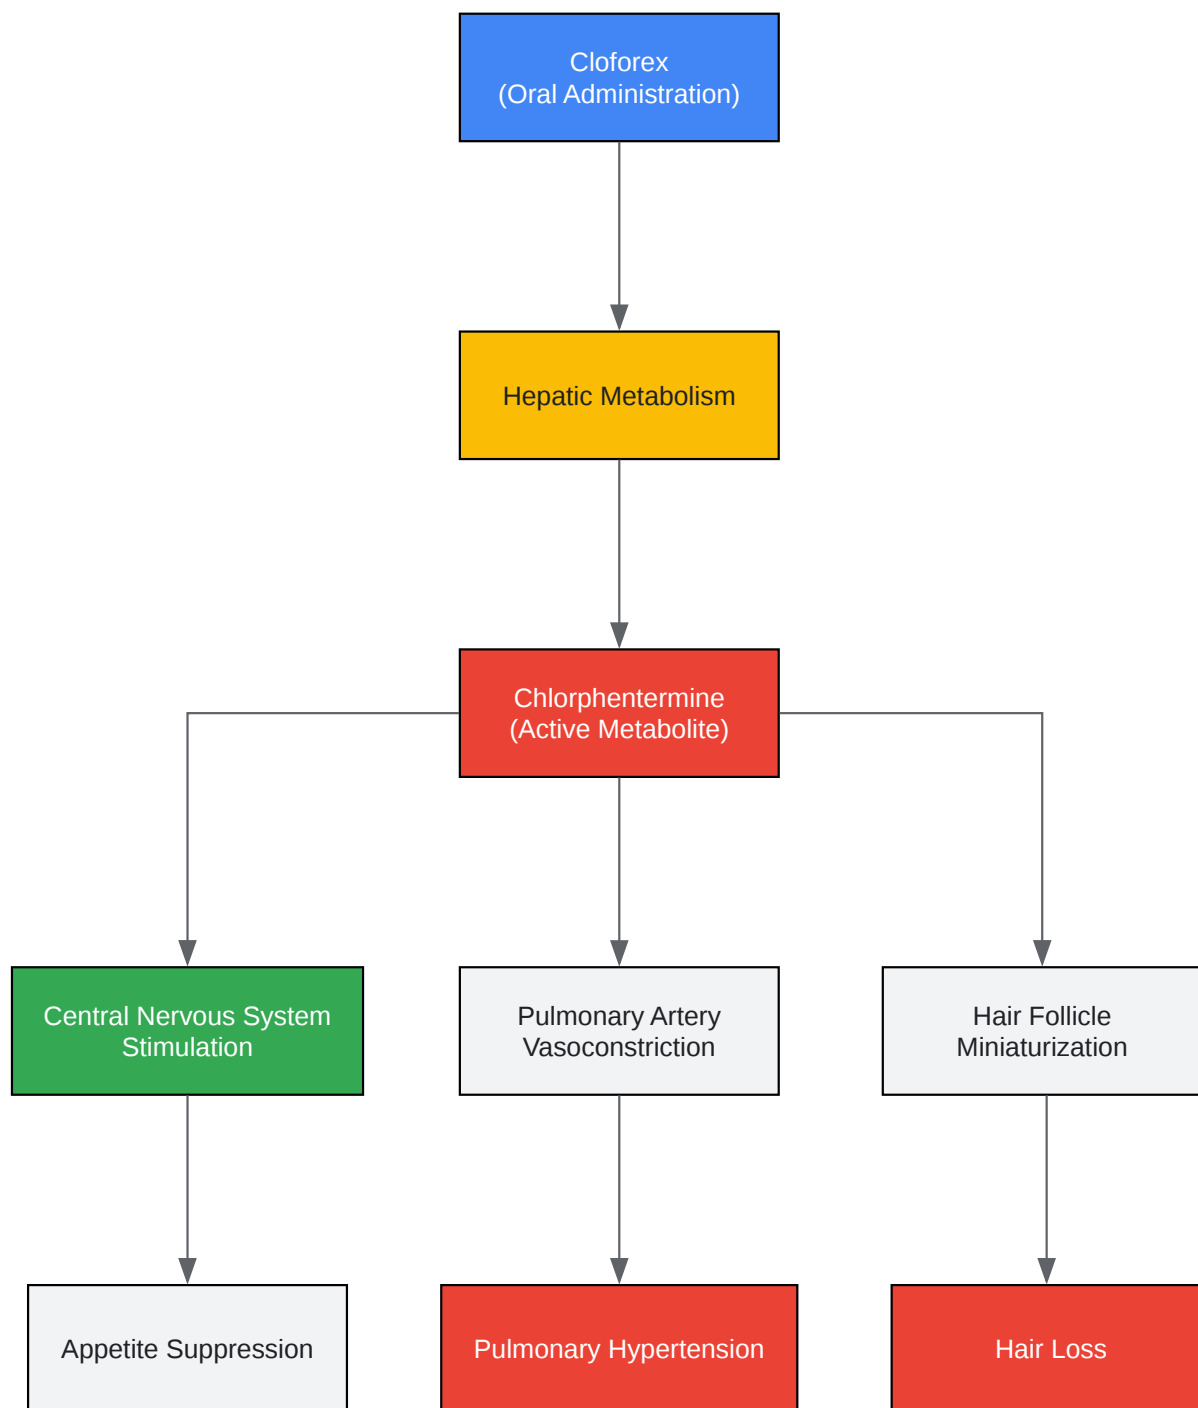 Cloforex
(Oral Administration)
Hepatic Metabolism
Chlorphentermine
(Active Metabolite)
Central Nervous System
Stimulation
Pulmonary Artery
Vasoconstriction
Hair Follicle
Miniaturization
Appetite Suppression
Pulmonary Hypertension
Hair Loss